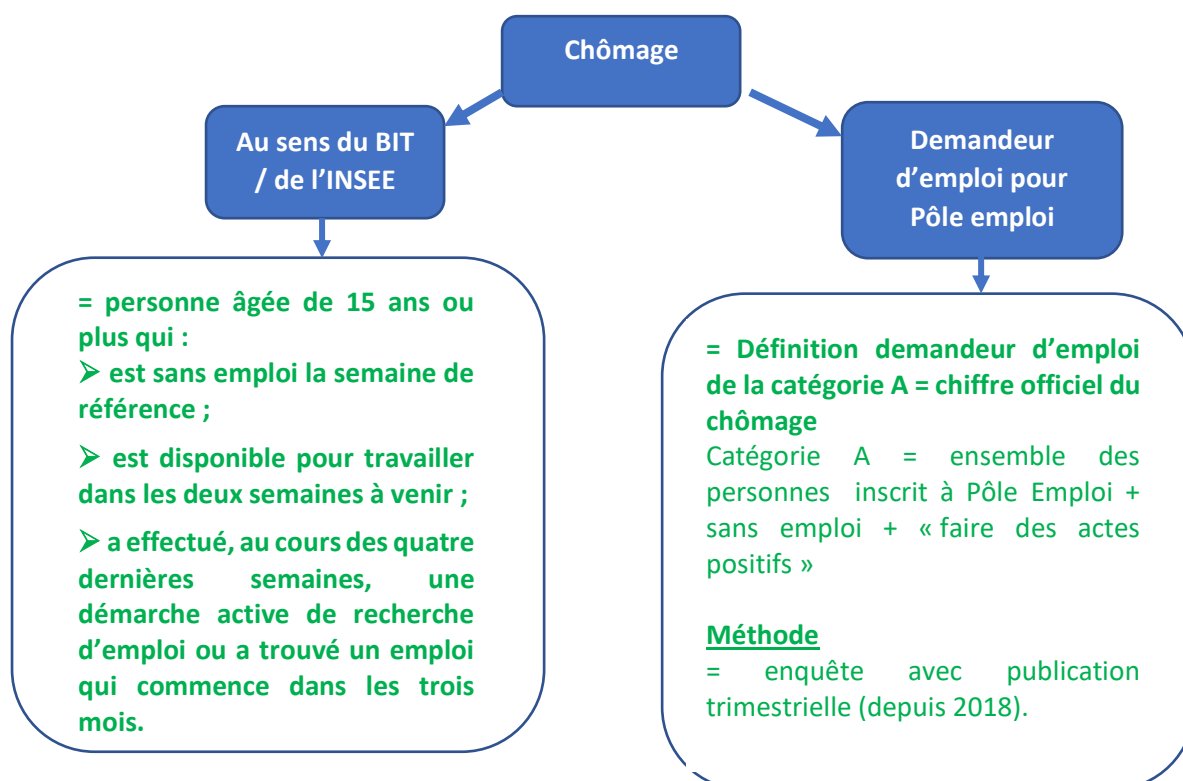 Chômage
Au sens du BIT
/ de l'INSEE
Demandeur
d'emploi pour
Pôle emploi
= personne âgée de 15 ans ou
plus qui :
➢ est sans emploi la semaine de
référence ;
➢ est disponible pour travailler
dans les deux semaines à venir ;
➢ a effectué, au cours des quatre
dernières semaines, une
démarche active de recherche
d'emploi ou a trouvé un emploi
qui commence dans les trois
mois.
= Définition demandeur d'emploi
de la catégorie A = chiffre officiel du
chômage
Catégorie A = ensemble des
personnes inscrit à Pôle Emploi +
sans emploi + « faire des actes
positifs »
Méthode
= enquête avec publication
trimestrielle (depuis 2018).